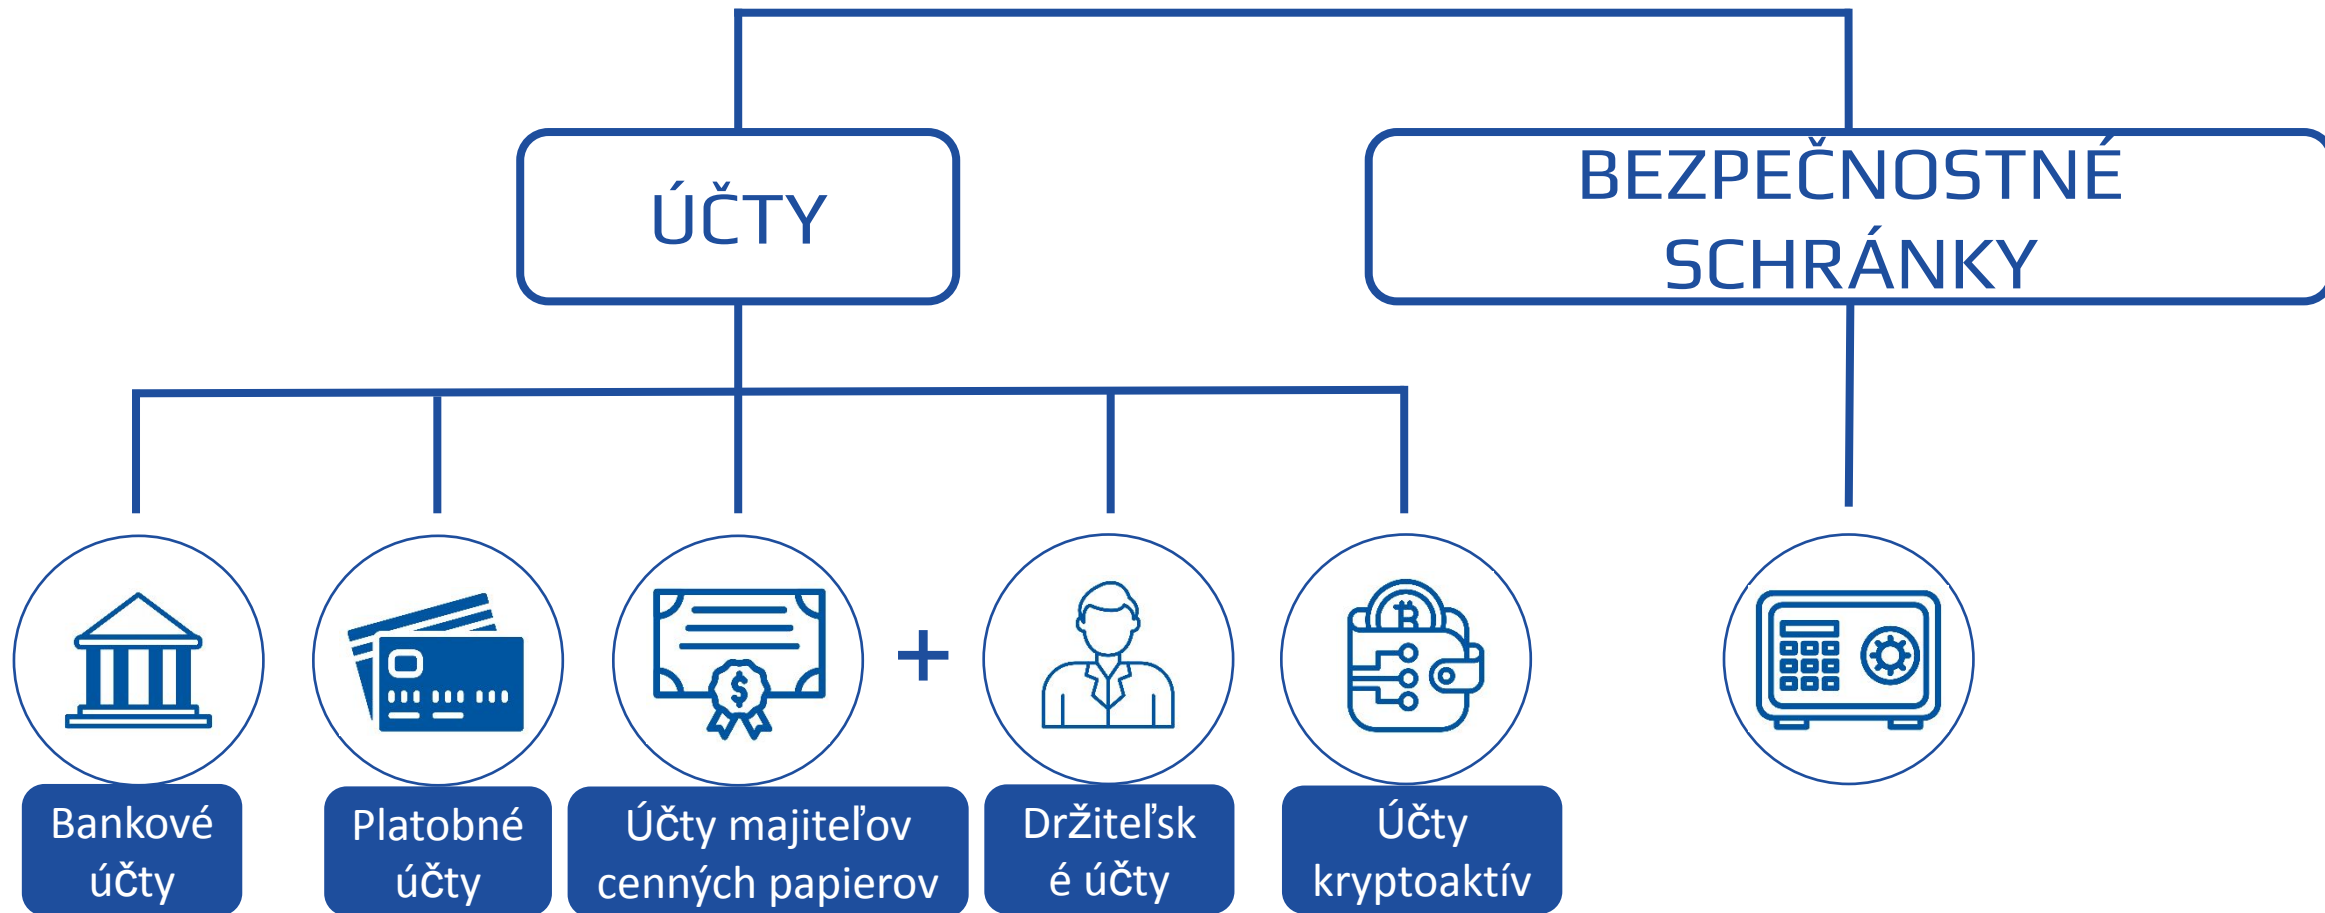 ÚČTY
BEZPEČNOSTNÉ
SCHRÁNKY
Bankové
účty
Platobné
účty
Účty majiteľov
cenných papierov
+
Držiteľsk
é účty
Účty
kryptoaktív